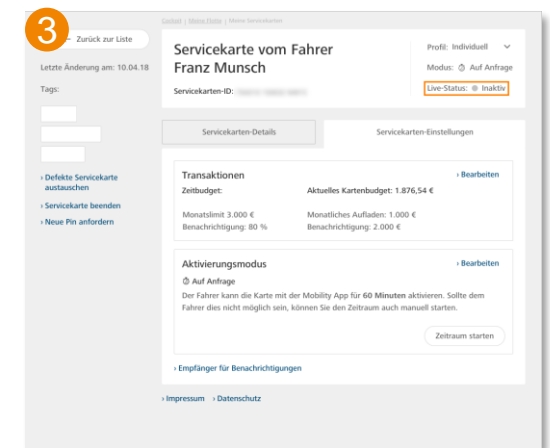 3
Cockpit | Meine Flotte | Meine Servicekarten
← Zurück zur Liste
Letzte Änderung am: 10.04.18
Tags:
› Defekte Servicekarte
austauschen
› Servicekarte beenden
› Neue Pin anfordern
Servicekarte vom Fahrer
Franz Munsch
Servicekarten-ID:
Profil: Individuell
Modus: Auf Anfrage
Live-Status: Inaktiv
Servicekarten-Details
Servicekarten-Einstellungen
Transaktionen
› Bearbeiten
Zeitbudget:
Aktuelles Kartenbudget: 1.876,54 €
Monatslimit 3.000 €
Monatliches Aufladen: 1.000 €
Benachrichtigung: 80 %
Benachrichtigung: 2.000 €
Aktivierungsmodus
› Bearbeiten
Auf Anfrage
Der Fahrer kann die Karte mit der Mobility App für 60 Minuten aktivieren. Sollte dem
Fahrer dies nicht möglich sein, können Sie den Zeitraum auch manuell starten.
Zeitraum starten
› Empfänger für Benachrichtigungen
› Impressum › Datenschutz